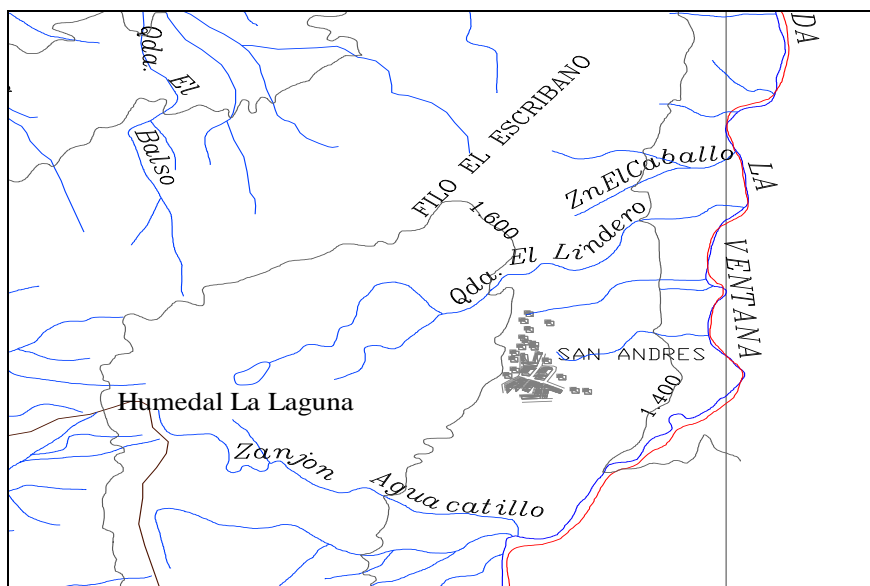 Qda. El Balso
DA
LA
VENTANA
FILO EL ESCRIBANO
ZnElCaballo
1.600
Qda. El Lindero
SAN ANDRES
1.400
Humedal La Laguna
Zanjon Aguacatillo